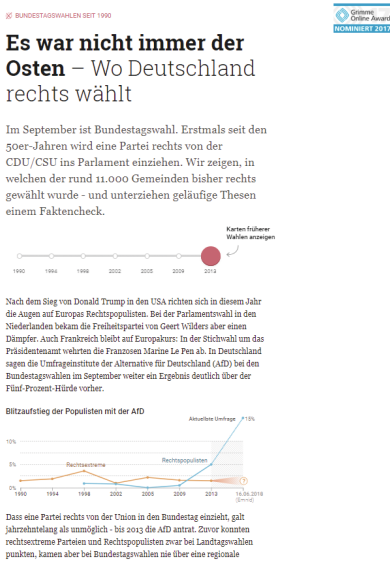 BUNDESTAGSWAHLEN SEIT 1990
Grimme
Online Award
NOMINIERT 2017
Es war nicht immer der
Osten – Wo Deutschland
rechts wählt
Im September ist Bundestagswahl. Erstmals seit den
50er-Jahren wird eine Partei rechts von der
CDU/CSU ins Parlament einziehen. Wir zeigen, in
welchen der rund 11.000 Gemeinden bisher rechts
gewählt wurde - und unterziehen geläufige Thesen
einem Faktencheck.
Karten früherer
Wahlen anzeigen
1990 1994 1998 2002 2005 2009 2013
Nach dem Sieg von Donald Trump in den USA richten sich in diesem Jahr
die Augen auf Europas Rechtspopulisten. Bei der Parlamentswahl in den
Niederlanden bekam die Freiheitspartei von Geert Wilders aber einen
Dämpfer. Auch Frankreich bleibt auf Europakurs: In der Stichwahl um das
Präsidentenamt wehrten die Franzosen Marine Le Pen ab. In Deutschland
sagen die Umfrageinstitute der Alternative für Deutschland (AfD) bei den
Bundestagswahlen im September weiter ein Ergebnis deutlich über der
Fünf-Prozent-Hürde vorher.
Blitzaufstieg der Populisten mit der AfD
Aktuellste Umfrage
15%
10%
Rechtsextreme
Rechtspopulisten
5%
?
0%
1990 1994 1998 2002 2005 2009 2013 16.06.2018
Dass eine Partei rechts von der Union in den Bundestag einzieht, galt
jahrzehntelang als unmöglich - bis 2013 die AfD antrat. Zuvor konnten
rechtsextreme Parteien und Rechtspopulisten zwar bei Landtagswahlen
punkten, kamen aber bei Bundestagswahlen nie über eine regionale